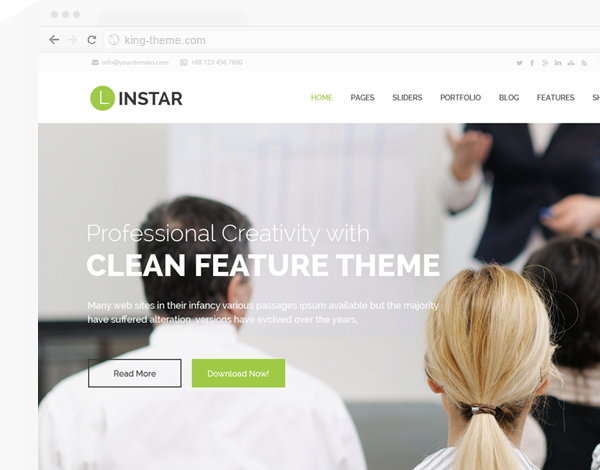 king-theme.com
info@yourdomain.com +88 123 456 7890
L INSTAR
HOME PAGES SLIDERS PORTFOLIO BLOG FEATURES SH
Professional Creativity with
CLEAN FEATURE THEME
Many web sites in their infancy various passages ipsum available but the majority
have suffered alteration versions have evolved over the years.
Read More Download Now!